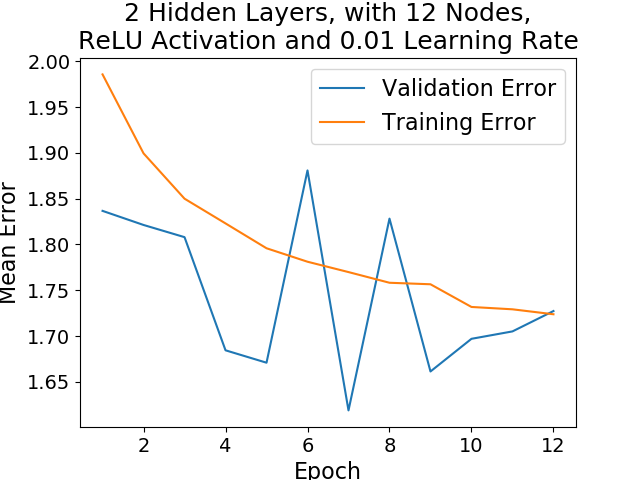 2 Hidden Layers, with 12 Nodes,
ReLU Activation and 0.01 Learning Rate
Validation Error
Training Error
Mean Error
2.00
1.95
1.90
1.85
1.80
1.75
1.70
1.65
2 4 6 8 10 12
Epoch